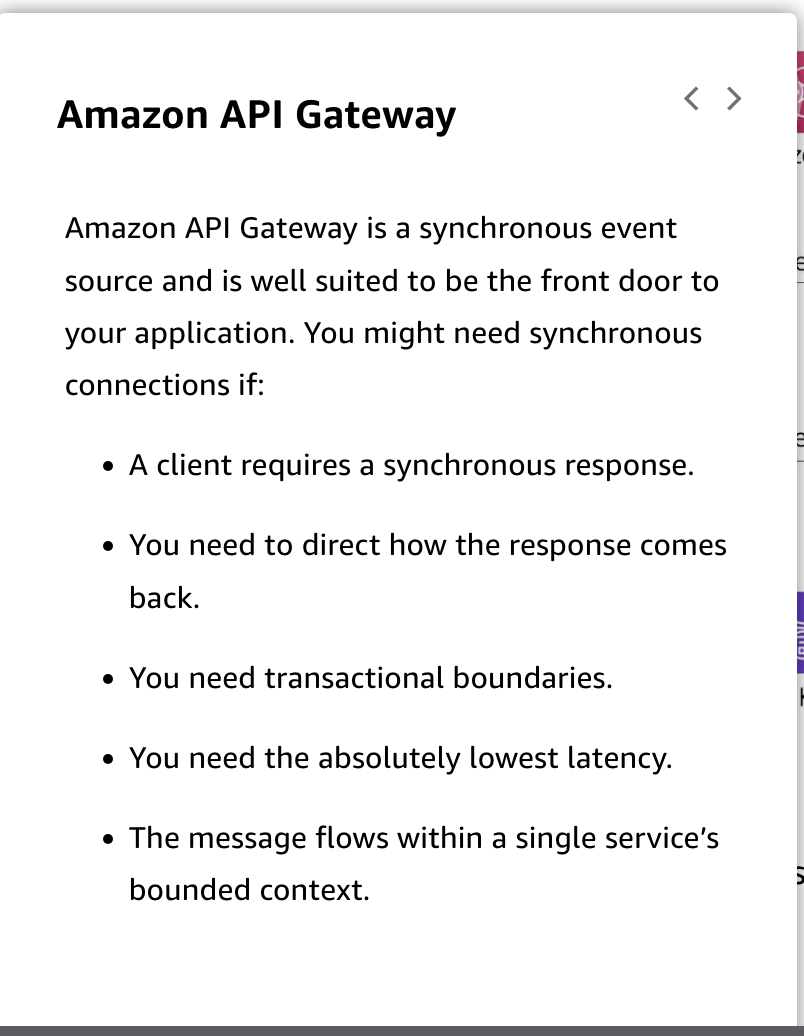 Amazon API Gateway
Amazon API Gateway is a synchronous event
source and is well suited to be the front door to
your application. You might need synchronous
connections if:
• A client requires a synchronous response.
• You need to direct how the response comes
back.
• You need transactional boundaries.
• You need the absolutely lowest latency.
• The message flows within a single service’s
bounded context.